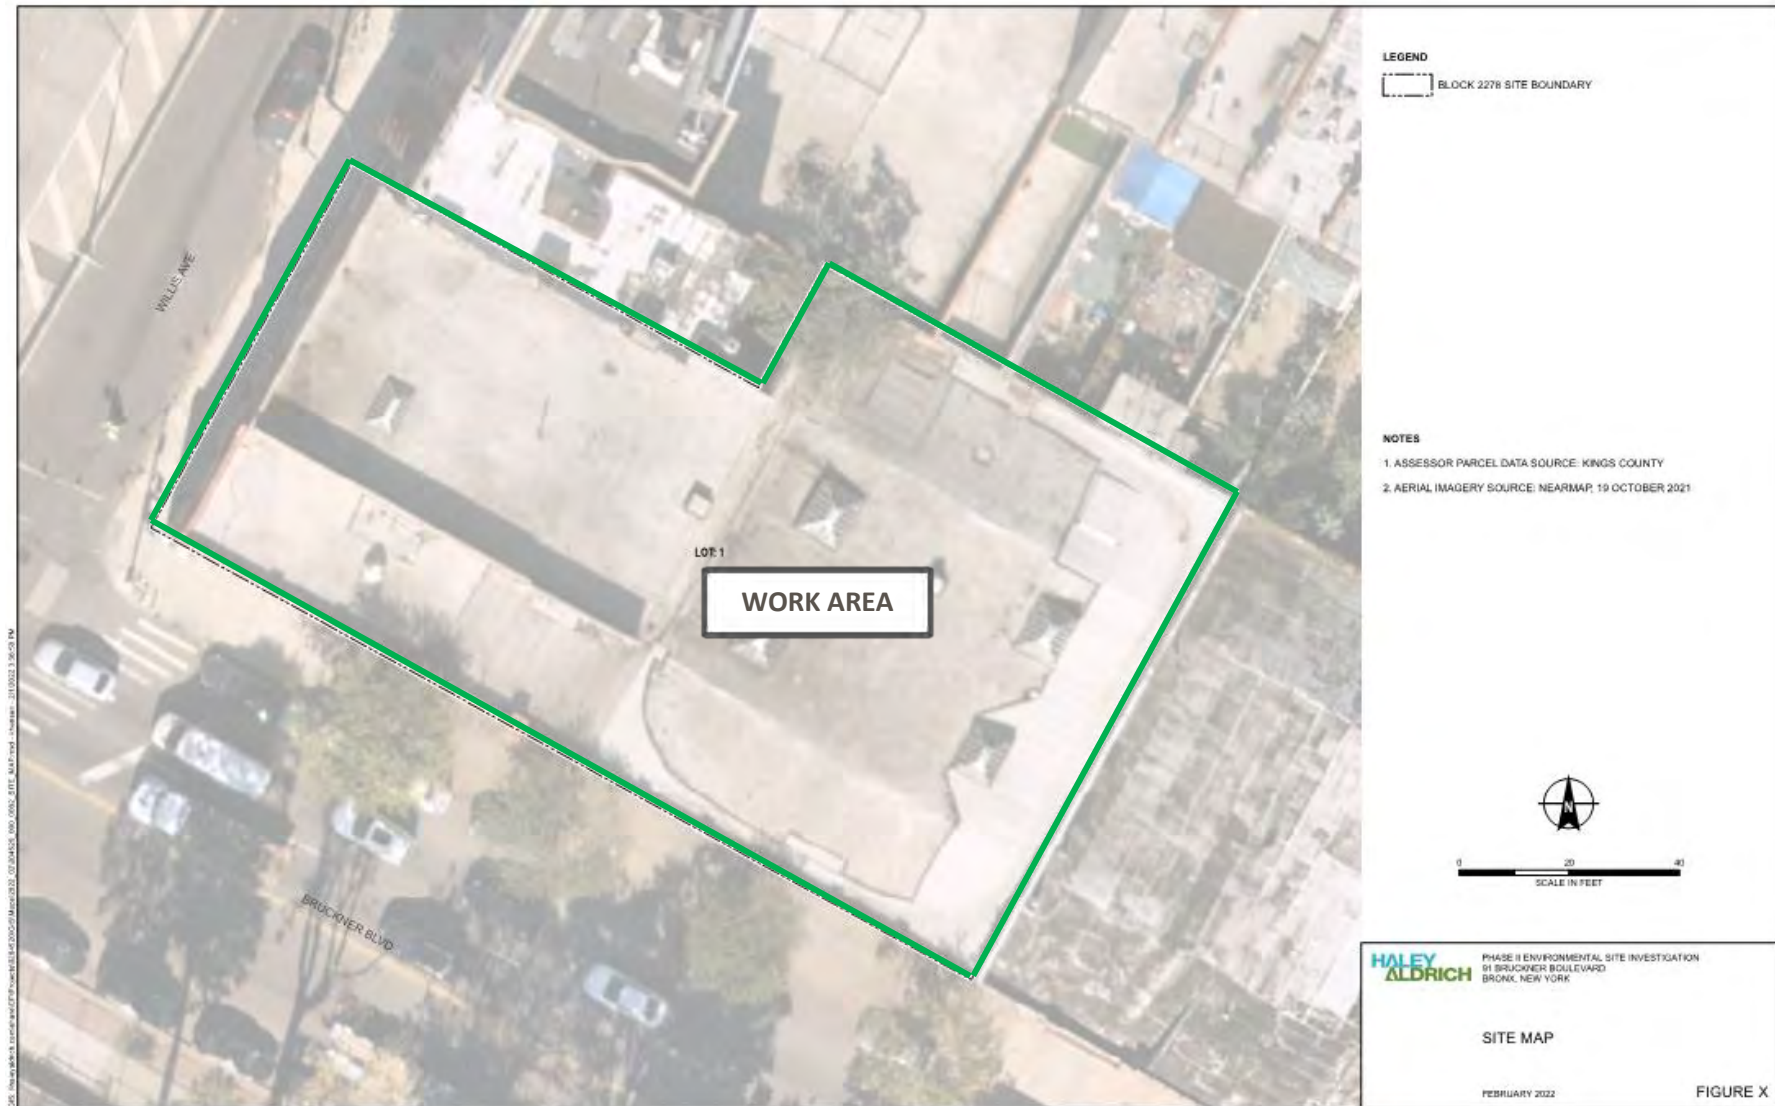 LEGEND
BLOCK 2278 SITE BOUNDARY
WILLIS AVE
NOTES
1. ASSESSOR PARCEL DATA SOURCE: KINGS COUNTY
2. AERIAL IMAGERY SOURCE: NEARMAP, 19 OCTOBER 2021
LOT: 1
WORK AREA
N
0 20 40
SCALE IN FEET
BRUCKNER BLVD
HALEY
ALDRICH
PHASE II ENVIRONMENTAL SITE INVESTIGATION
91 BRUCKNER BOULEVARD
BRONX, NEW YORK
SITE MAP
FEBRUARY 2022
FIGURE X